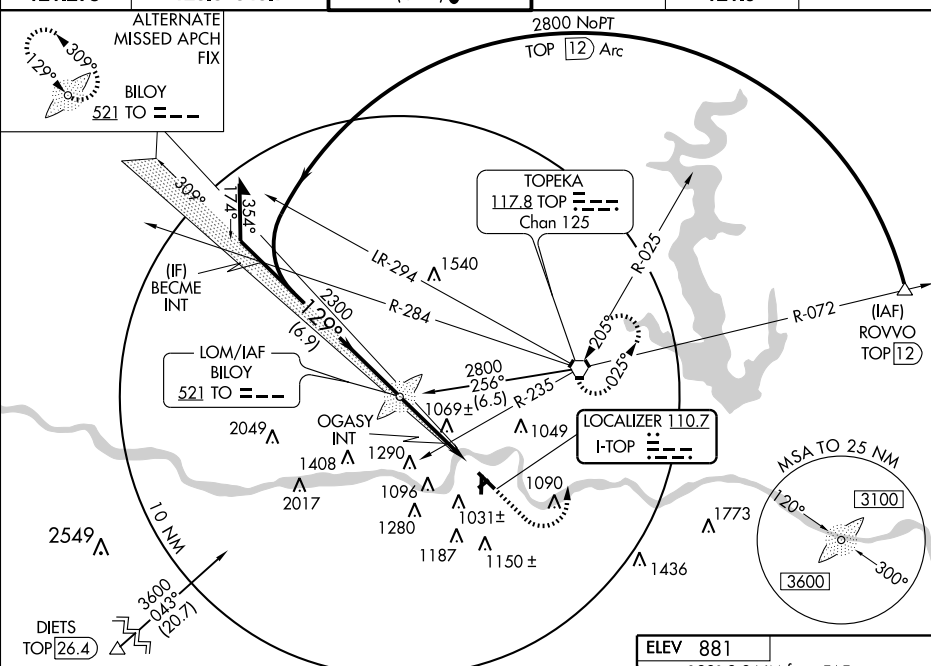 ALTERNATE
MISSED APCH
FIX
309°
129°
BILOY
521 TO
2800 NoPT
TOP 12 Arc
309°
174°
354°
TOPEKA
117.8 TOP
Chan 125
R-025
LR-294
1540
(IF)
BECME
INT
R-284
2300
129°
(6.9)
205°
025°
R-072
(IAF)
ROVVO
TOP 12
LOM/IAF
BILOY
521 TO
2800
256°
(6.5)
R-235
OGASY
INT
1069±
1049
LOCALIZER 110.7
I-TOP
2049
1408
1290
2017
1096
1280
1031±
1090
1187
1150 ±
1436
1773
MSA TO 25 NM
120°
3100
3600
300°
10 NM
2549
3600
043°
(20.7)
DIETS
TOP 26.4
ELEV 881